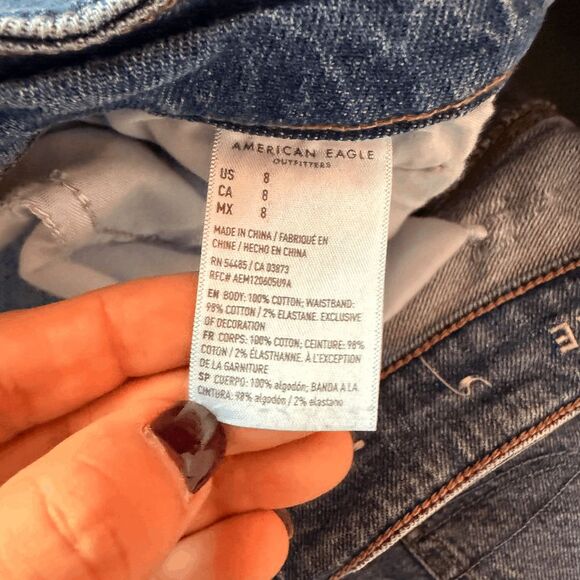 AMERICAN EAGLE
OUTFITTERS
US 8
CA 8
MX 8
MADE IN CHINA / FABRIQUÉ EN
CHINE / HECHO EN CHINA
RN 54485 / CA 03873
RFC# AEM120605U9A
EN BODY: 100% COTTON; WAISTBAND:
98% COTTON / 2% ELASTANE. EXCLUSIVE
OF DECORATION
FR CORPS: 100% COTON; CEINTURE: 98%
COTON / 2% ÉLASTHANNE. À L'EXCEPTION
DE LA GARNITURE
SP CUERPO: 100% algodón; BANDA A LA
CINTURA: 98% algodón / 2% elastano